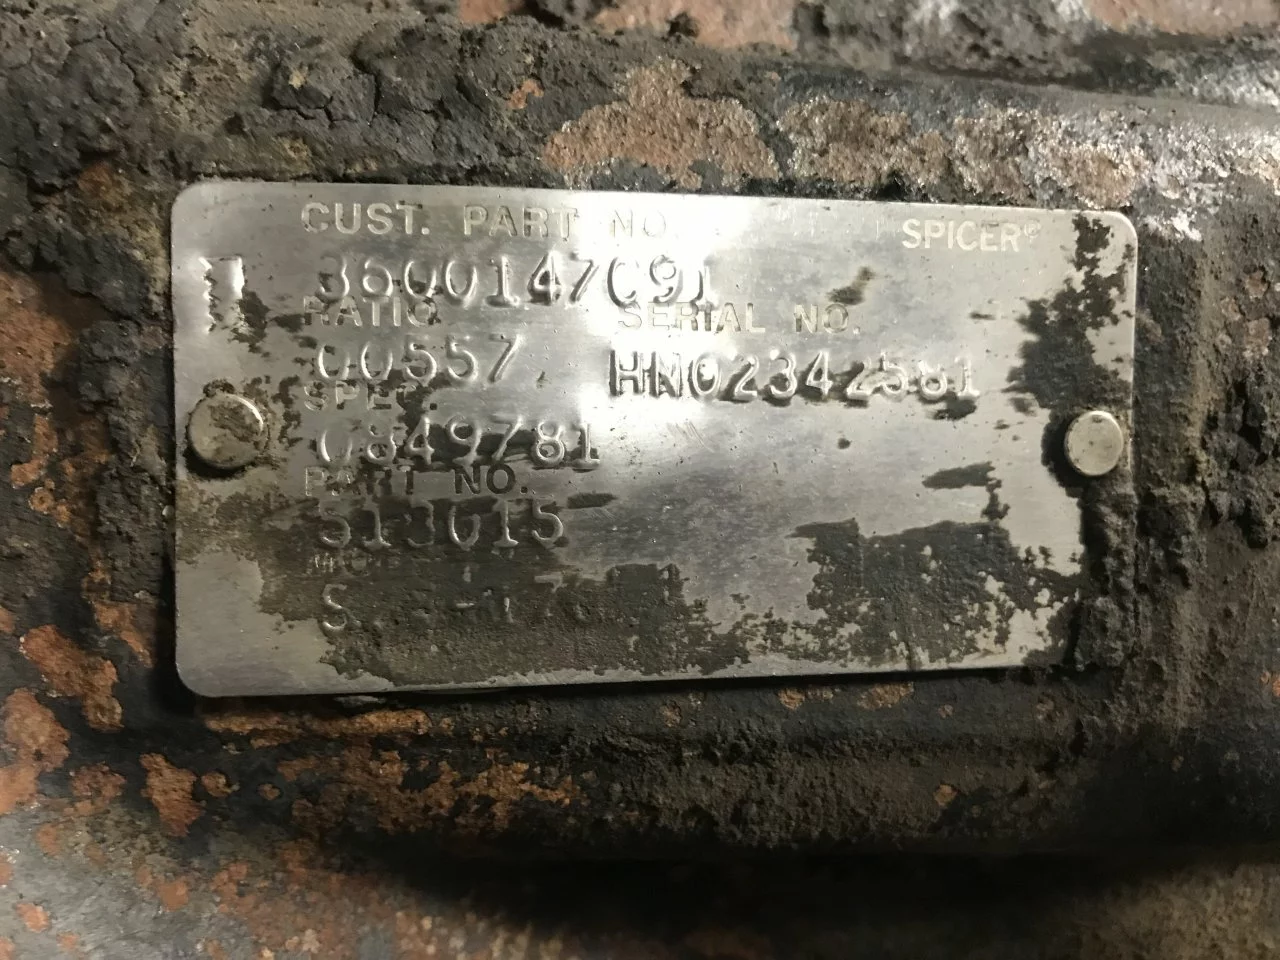 CUST. PART NO. SPICER®
3600147C91
RATIO SERIAL NO.
00557 HN02342581
SPEC.
0849781
PART NO.
513015